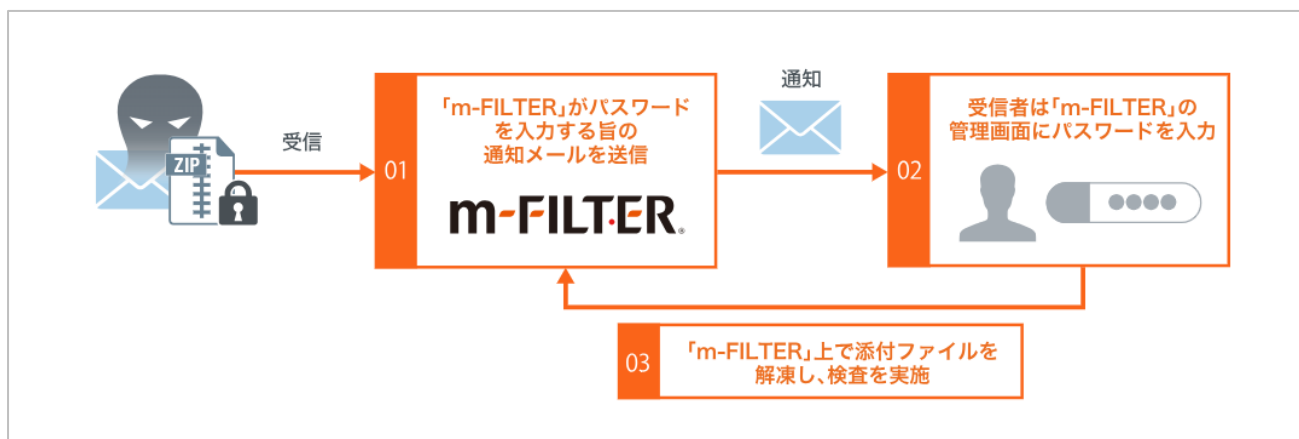 ZIP
受信
01
「m-FILTER」がパスワード
を入力する旨の
通知メールを送信
m-FILTER®
通知
02
受信者は「m-FILTER」の
管理画面にパスワードを入力
03
「m-FILTER」上で添付ファイルを
解凍し、検査を実施